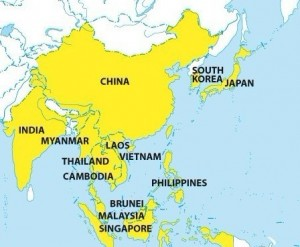 CHINA
SOUTH
KOREA
JAPAN
INDIA
MYANMAR
LAOS
THAILAND
VIETNAM
CAMBODIA
PHILIPPINES
BRUNEI
MALAYSIA
SINGAPORE